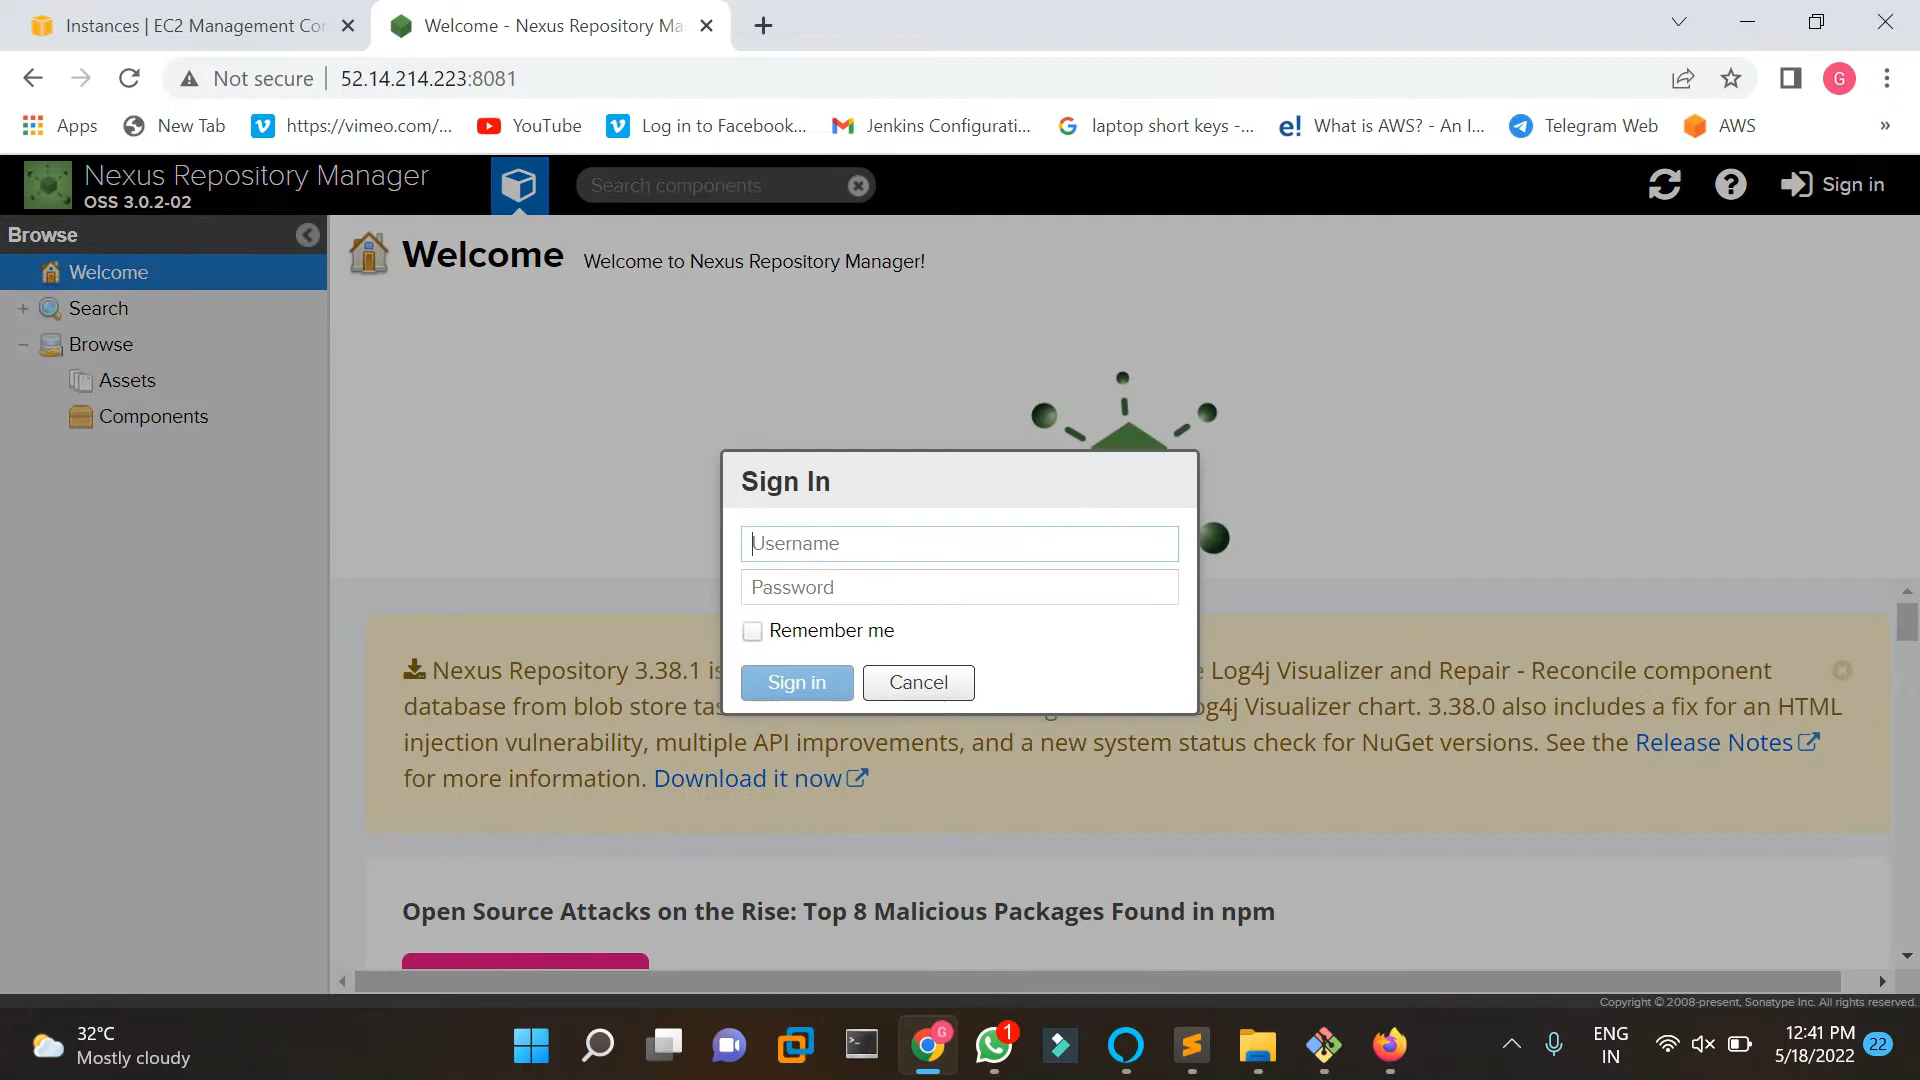 Instances | EC2 Management Co
Welcome - Nexus Repository Ma
Not secure
52.14.214.223:8081
G
Apps
New Tab
https://vimeo.com/...
YouTube
Log in to Facebook...
Jenkins Configurati...
laptop short keys -...
e! What is AWS? - An I...
Telegram Web
AWS
»
Nexus Repository Manager
OSS 3.0.2-02
Search components
Sign in
Browse
Welcome
Welcome to Nexus Repository Manager!
Welcome
Search
Browse
Assets
Components
Sign In
Username
Password
Remember me
Sign in
Cancel
Nexus Repository 3.38.1 is
Log4j Visualizer and Repair - Reconcile component
database from blob store tas
og4j Visualizer chart. 3.38.0 also includes a fix for an HTML
injection vulnerability, multiple API improvements, and a new system status check for NuGet versions. See the Release Notes
for more information. Download it now
Open Source Attacks on the Rise: Top 8 Malicious Packages Found in npm
Copyright © 2008-present, Sonatype Inc. All rights reserved.
32°C
Mostly cloudy
G
1
ENG
IN
12:41 PM
5/18/2022
22